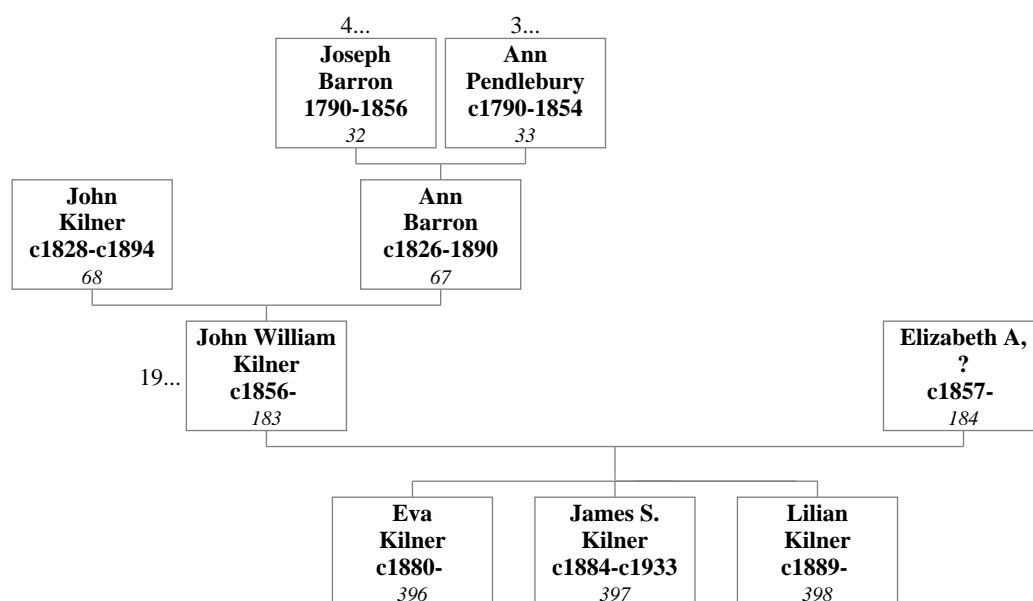 4...
3...
Joseph
Barron
1790-1856
32
Ann
Pendlebury
c1790-1854
33
John
Kilner
c1828-c1894
68
Ann
Barron
c1826-1890
67
19...
John William
Kilner
c1856-
183
Elizabeth A,
?
c1857-
184
Eva
Kilner
c1880-
396
James S.
Kilner
c1884-c1933
397
Lilian
Kilner
c1889-
398